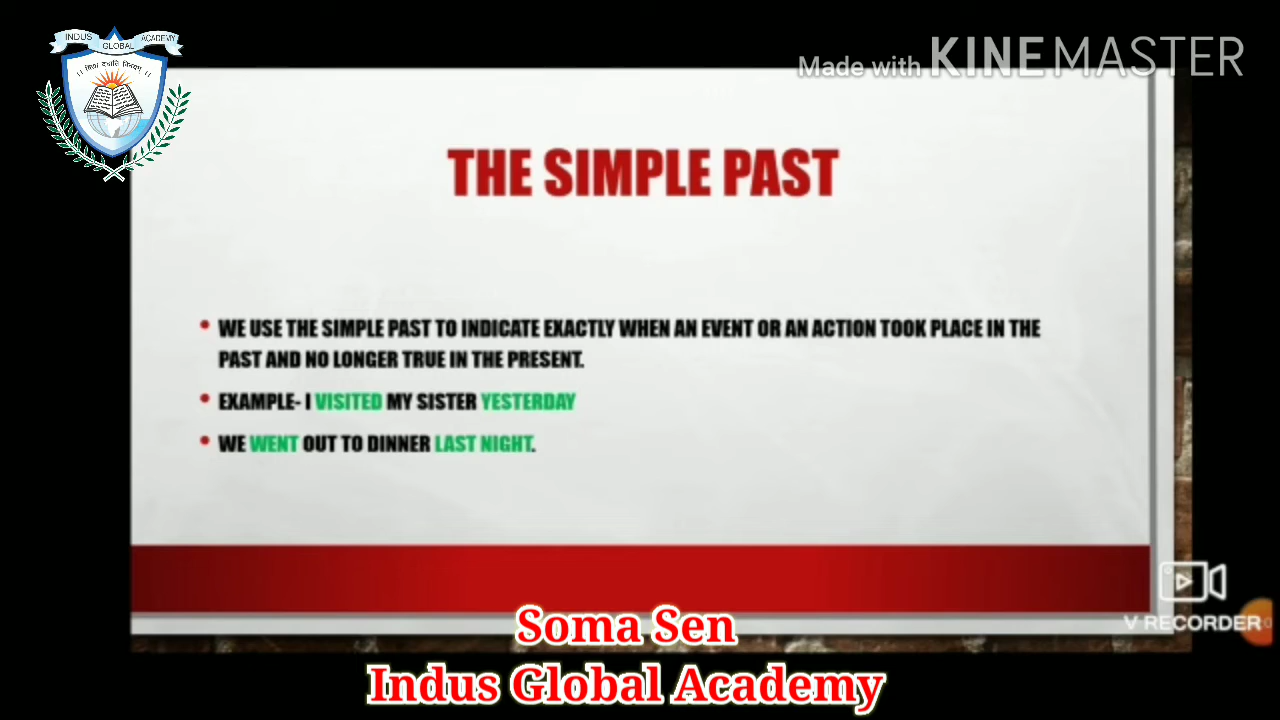 INDUS GLOBAL ACADEMY
Made with KINEMASTER
THE SIMPLE PAST
• WE USE THE SIMPLE PAST TO INDICATE EXACTLY WHEN AN EVENT OR AN ACTION TOOK PLACE IN THE
PAST AND NO LONGER TRUE IN THE PRESENT.
• EXAMPLE- I VISITED MY SISTER YESTERDAY
• WE WENT OUT TO DINNER LAST NIGHT.
V RECORDER
Soma Sen
Indus Global Academy